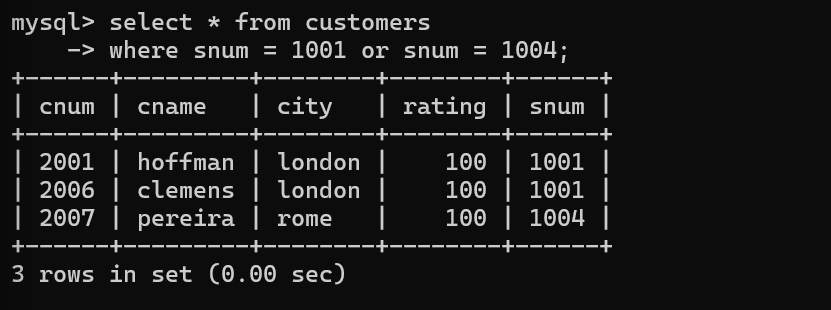 mysql> select * from customers
    -> where snum = 1001 or snum = 1004;
+------+---------+--------+--------+------+
| cnum | cname   | city   | rating | snum |
+------+---------+--------+--------+------+
| 2001 | hoffman | london |    100 | 1001 |
| 2006 | clemens | london |    100 | 1001 |
| 2007 | pereira | rome   |    100 | 1004 |
+------+---------+--------+--------+------+
3 rows in set (0.00 sec)